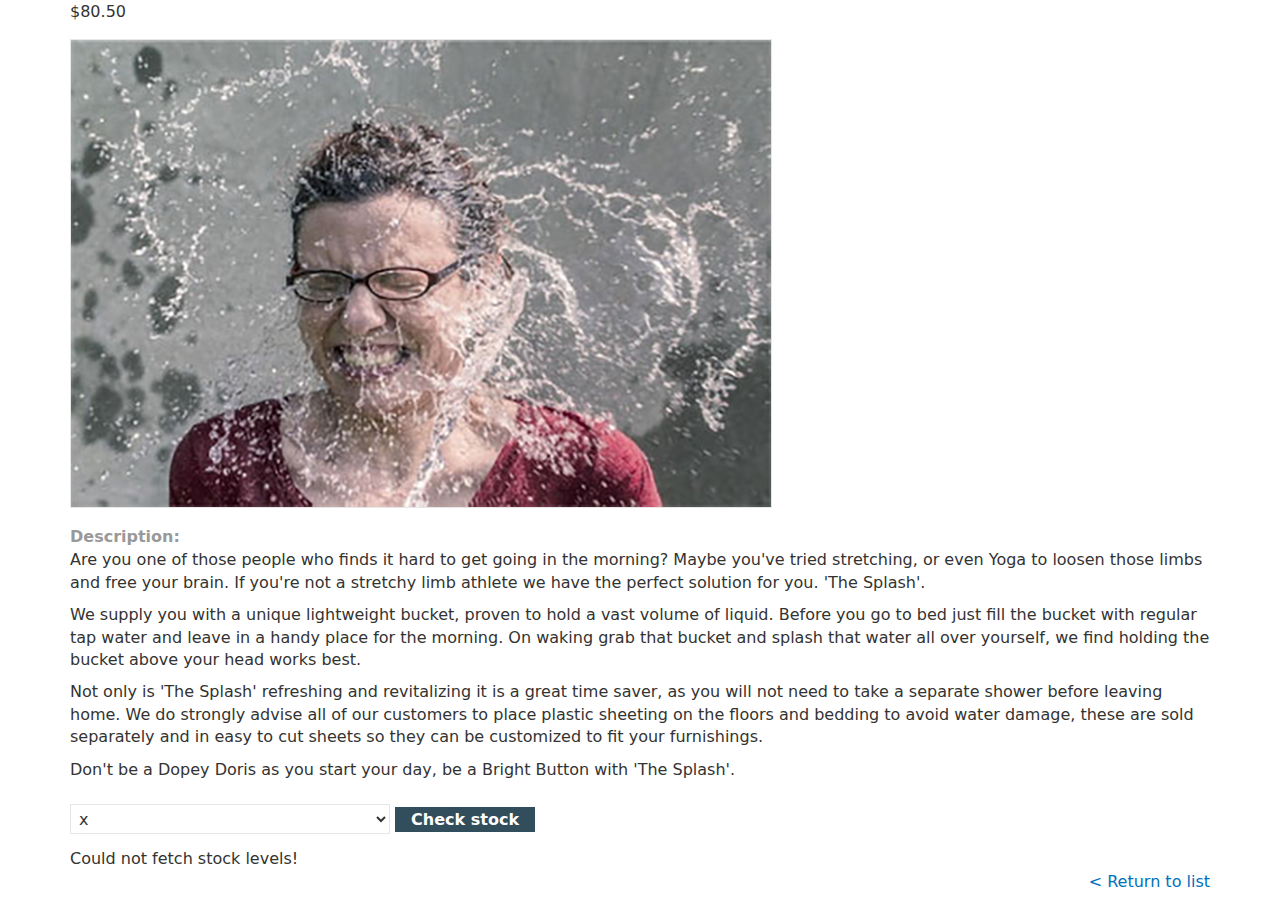 $80.50
Description:
Are you one of those people who finds it hard to get going in the morning? Maybe you've tried stretching, or even Yoga to loosen those limbs
and free your brain. If you're not a stretchy limb athlete we have the perfect solution for you. 'The Splash'.
We supply you with a unique lightweight bucket, proven to hold a vast volume of liquid. Before you go to bed just fill the bucket with regular
tap water and leave in a handy place for the morning. On waking grab that bucket and splash that water all over yourself, we find holding the
bucket above your head works best.
Not only is 'The Splash' refreshing and revitalizing it is a great time saver, as you will not need to take a separate shower before leaving
home. We do strongly advise all of our customers to place plastic sheeting on the floors and bedding to avoid water damage, these are sold
separately and in easy to cut sheets so they can be customized to fit your furnishings.
Don't be a Dopey Doris as you start your day, be a Bright Button with 'The Splash'.
x Check stock
Could not fetch stock levels!
< Return to list